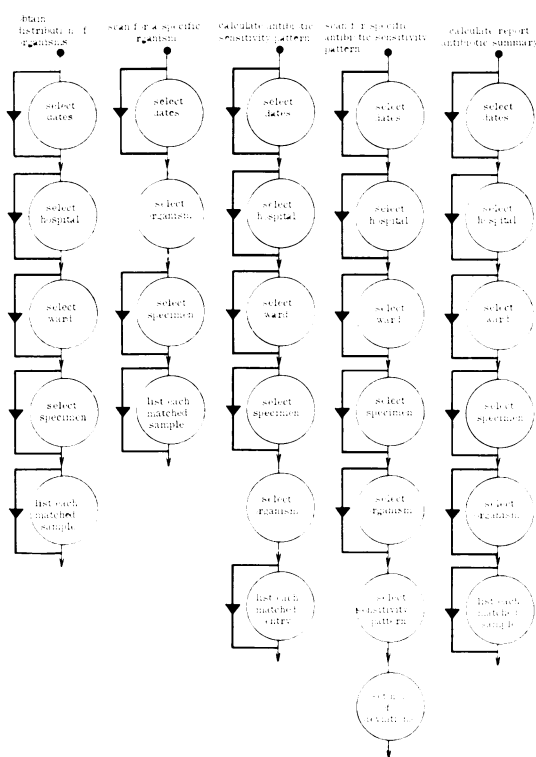 obtain
distribution of
organisms
select
dates
select
hospital
select
ward
select
specimen
list each
matched
sample
scan for a specific
organism
select
dates
select
organism
select
specimen
list each
matched
sample
calculate antibiotic
sensitivity pattern
select
dates
select
hospital
select
ward
select
specimen
select
organism
list each
matched
entry
scan for specific
antibiotic sensitivity
pattern
select
dates
select
hospital
select
ward
select
specimen
select
organism
select
sensitivity
pattern
of
calculate report
antibiotic summary
select
dates
select
hospital
select
ward
select
specimen
select
organism
list each
matched
sample